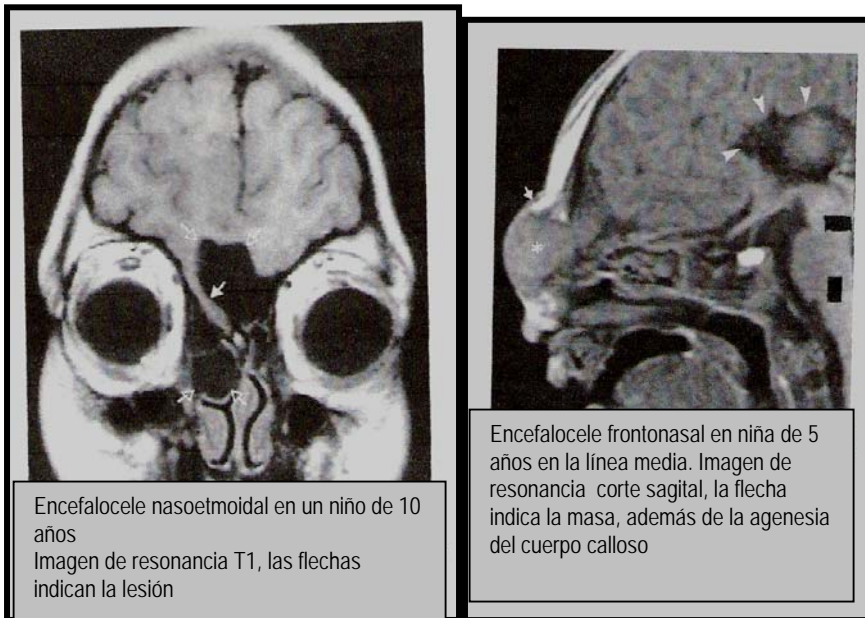 Encefalocele nasoetmoidal en un niño de 10
años
Imagen de resonancia T1, las flechas
indican la lesión
Encefalocele frontonasal en niña de 5
años en la línea media. Imagen de
resonancia corte sagital, la flecha
indica la masa, además de la agenesia
del cuerpo calloso